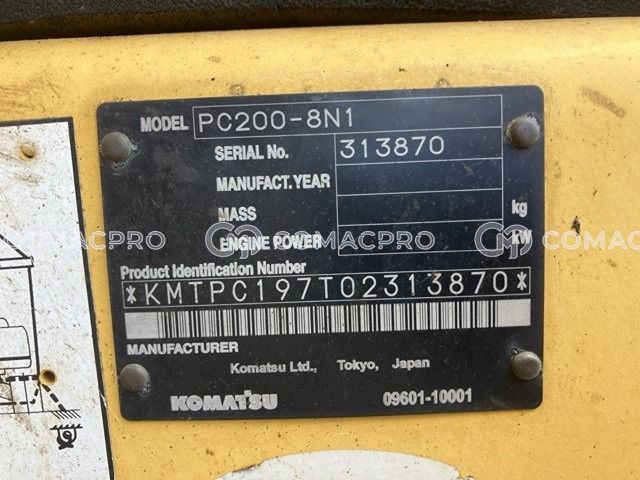 MODEL PC200-8N1
SERIAL No. 313870
MANUFACT.YEAR
MASS kg
ENGINE POWER kW
COMACPRO COMACPRO COMAC
Product Identification Number
*KMTPC197T02313870*
MANUFACTURER
Komatsu Ltd., Tokyo, Japan
KOMATSU 09601-10001